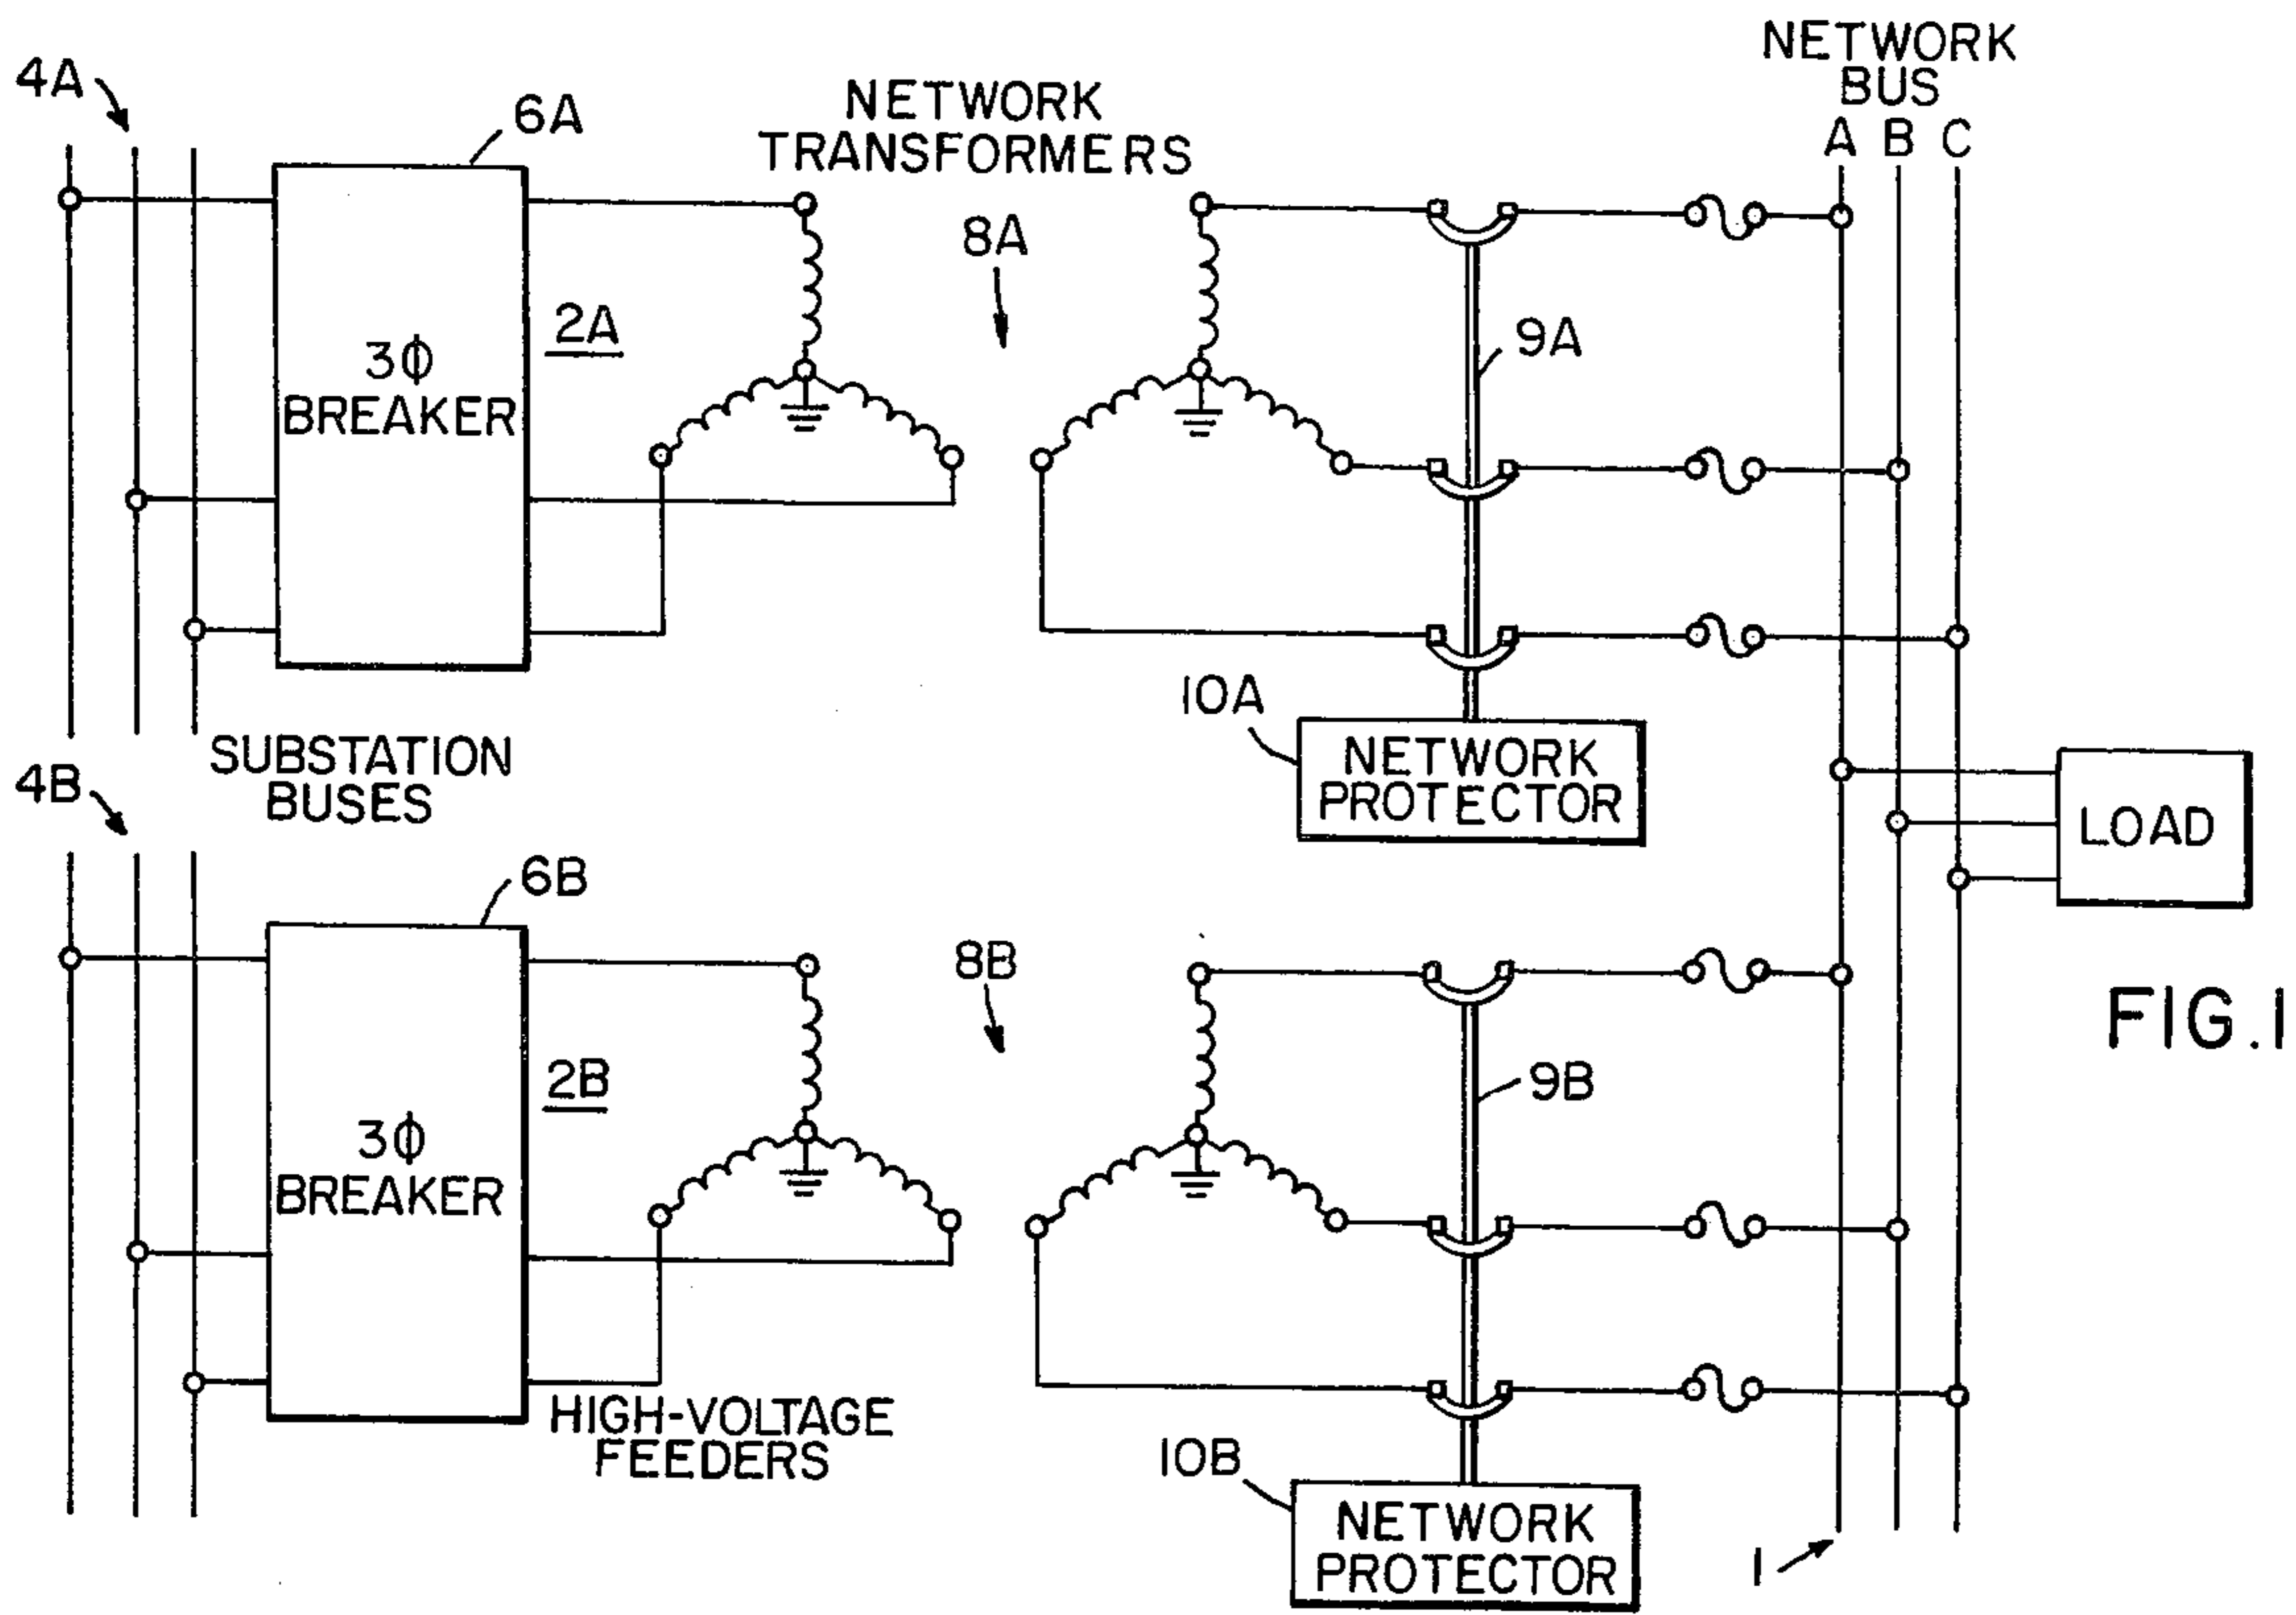 NETWORK
BUS
A B C
4A
6A
NETWORK
TRANSFORMERS
8A
2A
9A
3Φ
BREAKER
10A
NETWORK
PROTECTOR
SUBSTATION
BUSES
LOAD
4B
6B
8B
FIG.1
2B
9B
3Φ
BREAKER
HIGH-VOLTAGE
FEEDERS
10B
NETWORK
PROTECTOR
1